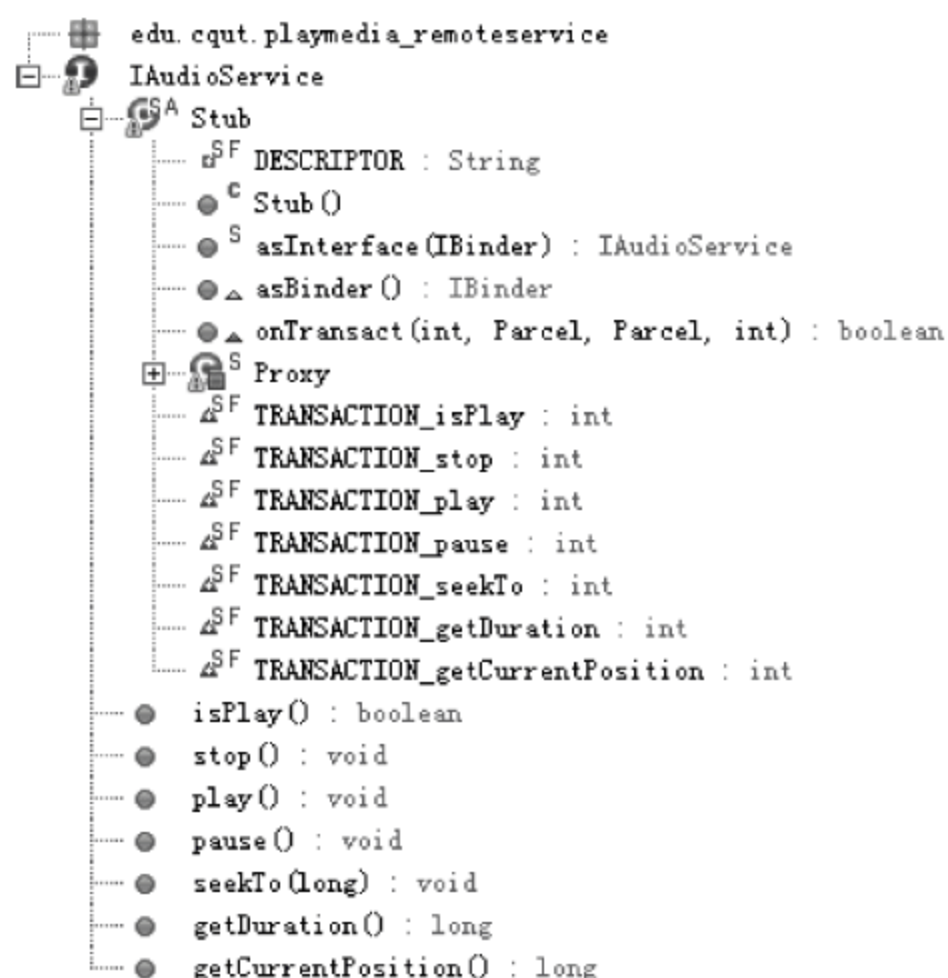 edu.cqut.playmedia_remoteservice
IAudioService
SA Stub
SF DESCRIPTOR : String
C Stub()
S asInterface(IBinder) : IAudioService
asBinder() : IBinder
onTransact(int, Parcel, Parcel, int) : boolean
S Proxy
SF TRANSACTION_isPlay : int
SF TRANSACTION_stop : int
SF TRANSACTION_play : int
SF TRANSACTION_pause : int
SF TRANSACTION_seekTo : int
SF TRANSACTION_getDuration : int
SF TRANSACTION_getCurrentPosition : int
isPlay() : boolean
stop() : void
play() : void
pause() : void
seekTo(long) : void
getDuration() : long
getCurrentPosition() : long